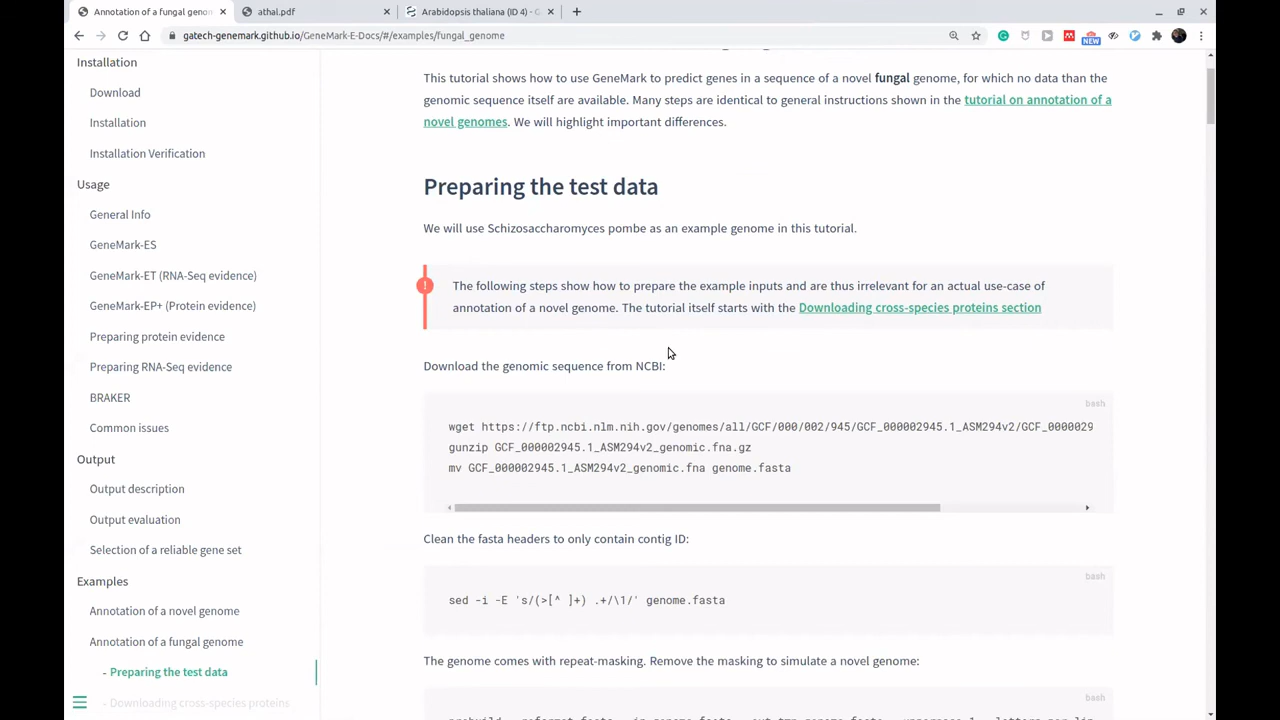 Annotation of a fungal genom
athal.pdf
Arabidopsis thaliana (ID 4) - G
gatech-genemark.github.io/GeneMark-E-Docs/#/examples/fungal_genome
NEW
Installation
Download
Installation
Installation Verification
Usage
General Info
GeneMark-ES
GeneMark-ET (RNA-Seq evidence)
GeneMark-EP+ (Protein evidence)
Preparing protein evidence
Preparing RNA-Seq evidence
BRAKER
Common issues
Output
Output description
Output evaluation
Selection of a reliable gene set
Examples
Annotation of a novel genome
Annotation of a fungal genome
- Preparing the test data
- Downloading cross-species proteins
This tutorial shows how to use GeneMark to predict genes in a sequence of a novel fungal genome, for which no data than the
genomic sequence itself are available. Many steps are identical to general instructions shown in the tutorial on annotation of a
novel genomes. We will highlight important differences.
Preparing the test data
We will use Schizosaccharomyces pombe as an example genome in this tutorial.
!
The following steps show how to prepare the example inputs and are thus irrelevant for an actual use-case of
annotation of a novel genome. The tutorial itself starts with the Downloading cross-species proteins section
Download the genomic sequence from NCBI:
bash
wget https://ftp.ncbi.nlm.nih.gov/genomes/all/GCF/000/002/945/GCF_000002945.1_ASM294v2/GCF_0000029
gunzip GCF_000002945.1_ASM294v2_genomic.fna.gz
mv GCF_000002945.1_ASM294v2_genomic.fna genome.fasta
Clean the fasta headers to only contain contig ID:
bash
sed -i -E 's/(>[^ ]+) .+/\1/' genome.fasta
The genome comes with repeat-masking. Remove the masking to simulate a novel genome:
bash